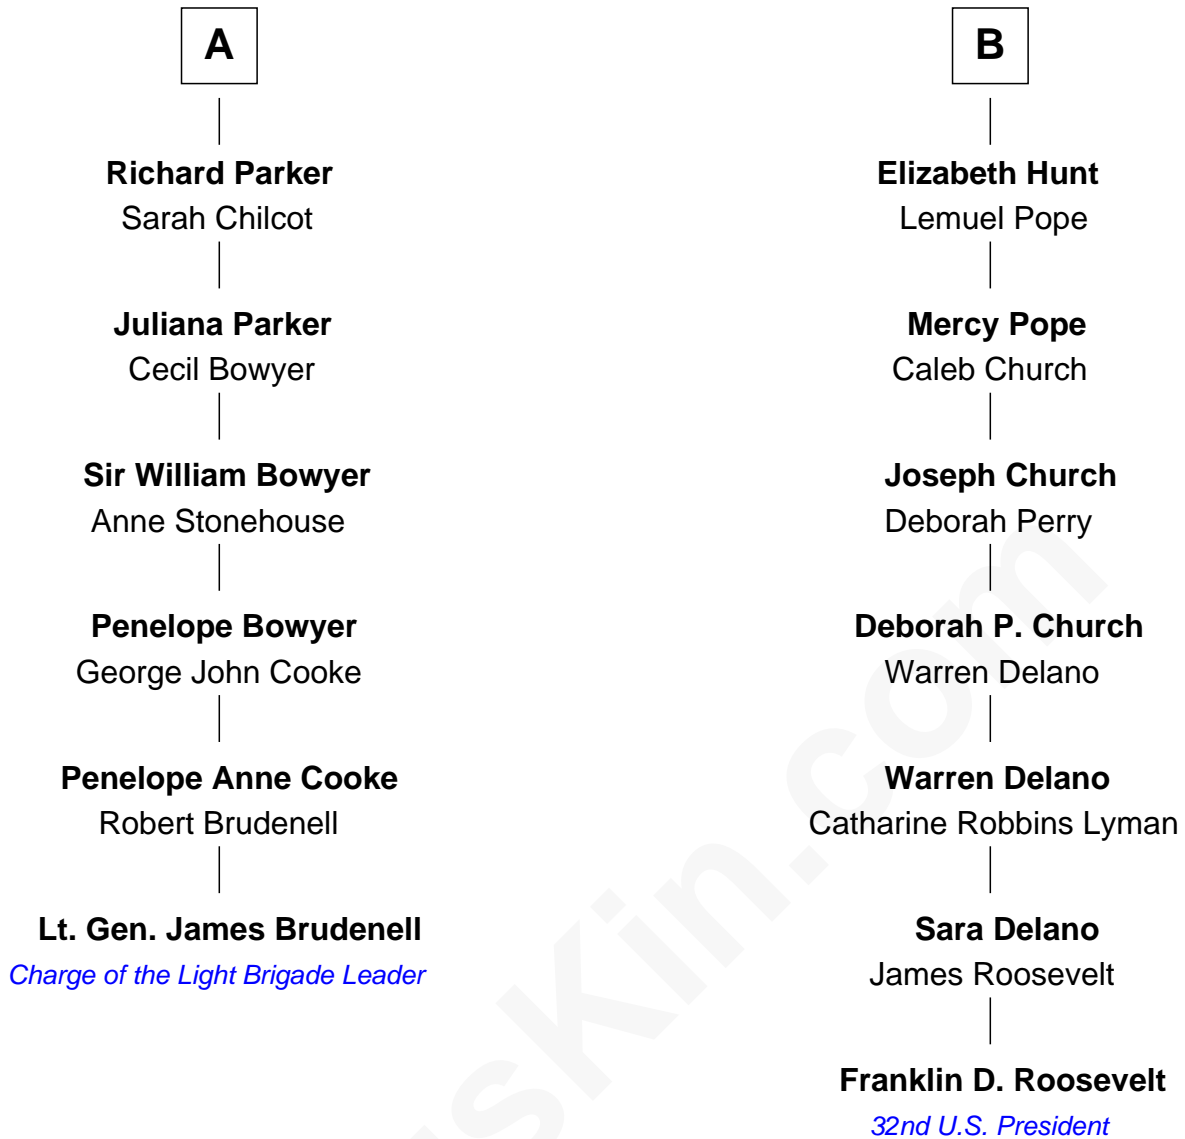 A
Richard Parker
Sarah Chilcot
Juliana Parker
Cecil Bowyer
Sir William Bowyer
Anne Stonehouse
Penelope Bowyer
George John Cooke
Penelope Anne Cooke
Robert Brudenell
Lt. Gen. James Brudenell
Charge of the Light Brigade Leader
B
Elizabeth Hunt
Lemuel Pope
Mercy Pope
Caleb Church
Joseph Church
Deborah Perry
Deborah P. Church
Warren Delano
Warren Delano
Catharine Robbins Lyman
Sara Delano
James Roosevelt
Franklin D. Roosevelt
32nd U.S. President
usKin.com